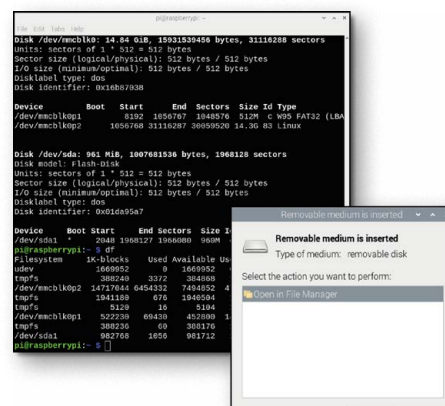 pi@raspberrypi: ~
File Edit Tabs Help
Disk /dev/mmcblk0: 14.84 GiB, 15931539456 bytes, 31116288 sectors
Units: sectors of 1 * 512 = 512 bytes
Sector size (logical/physical): 512 bytes / 512 bytes
I/O size (minimum/optimal): 512 bytes / 512 bytes
Disklabel type: dos
Disk identifier: 0x16b87038
Device Boot Start End Sectors Size Id Type
/dev/mmcblk0p1 8192 1056767 1048576 512M c W95 FAT32 (LBA
/dev/mmcblk0p2 1056768 31116287 30059520 14.3G 83 Linux
Disk /dev/sda: 961 MiB, 1007681536 bytes, 1968128 sectors
Disk model: Flash-Disk
Units: sectors of 1 * 512 = 512 bytes
Sector size (logical/physical): 512 bytes / 512 bytes
I/O size (minimum/optimal): 512 bytes / 512 bytes
Disklabel type: dos
Disk identifier: 0x01da95a7
Device Boot Start End Sectors Size
/dev/sda1 * 2048 1968127 1966080 960M
pi@raspberrypi:~ $ df
Filesystem 1K-blocks Used Available
udev 1669952 0 1669952
tmpfs 388240 3372 384868
/dev/mmcblk0p2 14717044 6454332 7494852
tmpfs 1941180 676 1940504
tmpfs 5120 16 5104
/dev/mmcblk0p1 522230 69430 452800
tmpfs 388236 60 388176
/dev/sda1 982768 1056 981712
pi@raspberrypi:~ $
Removable medium is inserted
Removable medium is inserted
Type of medium: removable disk
Select the action you want to perform:
Open in File Manager